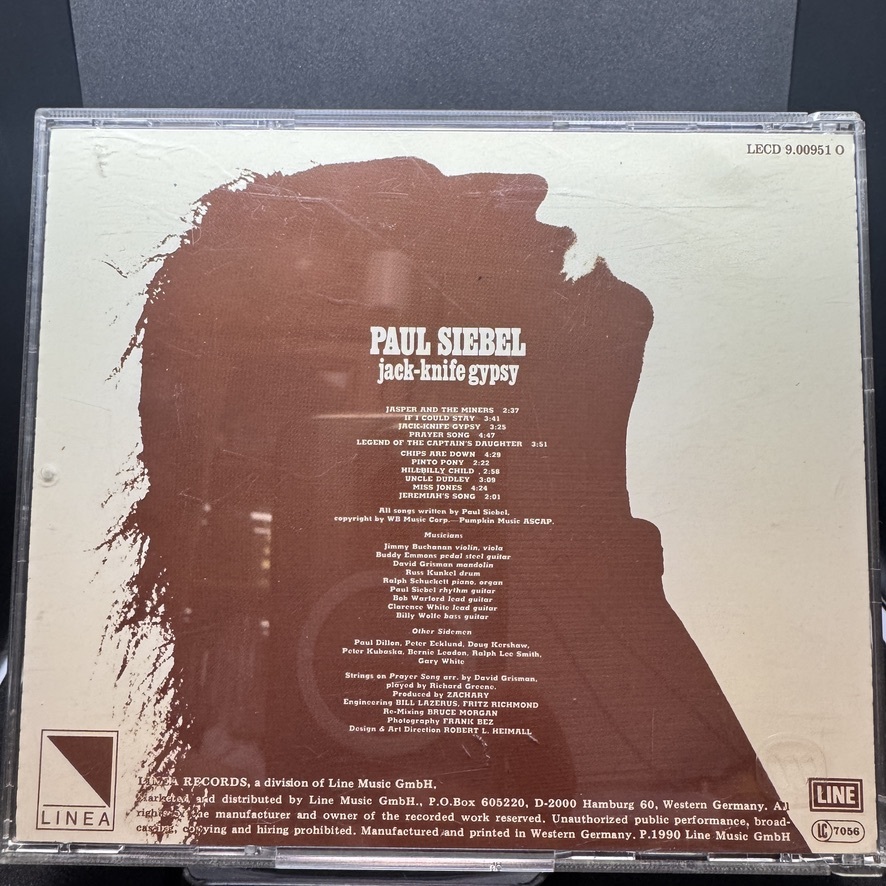 LECD 9.00951 O
PAUL SIEBEL
jack-knife gypsy
JASPER AND THE MINERS 2:37
IF I COULD STAY 3:41
JACK-KNIFE GYPSY 3:25
PRAYER SONG 4:47
LEGEND OF THE CAPTAIN'S DAUGHTER 3:51
CHIPS ARE DOWN 4:29
PINTO PONY 2:22
HILLBILLY CHILD 2:58
UNCLE DUDLEY 3:09
MISS JONES 4:24
JEREMIAH'S SONG 2:01
All songs written by Paul Siebel,
copyright by WB Music Corp.—Pumpkin Music ASCAP.
Musicians
Jimmy Buchanan violin, viola
Buddy Emmons pedal steel guitar
David Grisman mandolin
Russ Kunkel drum
Ralph Schuckett piano, organ
Paul Siebel rhythm guitar
Bob Warford lead guitar
Clarence White lead guitar
Billy Wolfe bass guitar
Other Sidemen
Paul Dillon, Peter Ecklund, Doug Kershaw,
Peter Kubaska, Bernie Leadon, Ralph Lee Smith,
Gary White
Strings on Prayer Song arr. by David Grisman,
played by Richard Greene.
Produced by ZACHARY
Engineering BILL LAZERUS, FRITZ RICHMOND
Re-Mixing BRUCE MORGAN
Photography FRANK BEZ
Design & Art Direction ROBERT L. HEIMALL
LINEA RECORDS, a division of Line Music GmbH.
Marketed and distributed by Line Music GmbH., P.O.Box 605220, D-2000 Hamburg 60, Western Germany. All
rights of the manufacturer and owner of the recorded work reserved. Unauthorized public performance, broad-
casting, copying and hiring prohibited. Manufactured and printed in Western Germany. P.1990 Line Music GmbH
LINEA
LINE
LC 7056